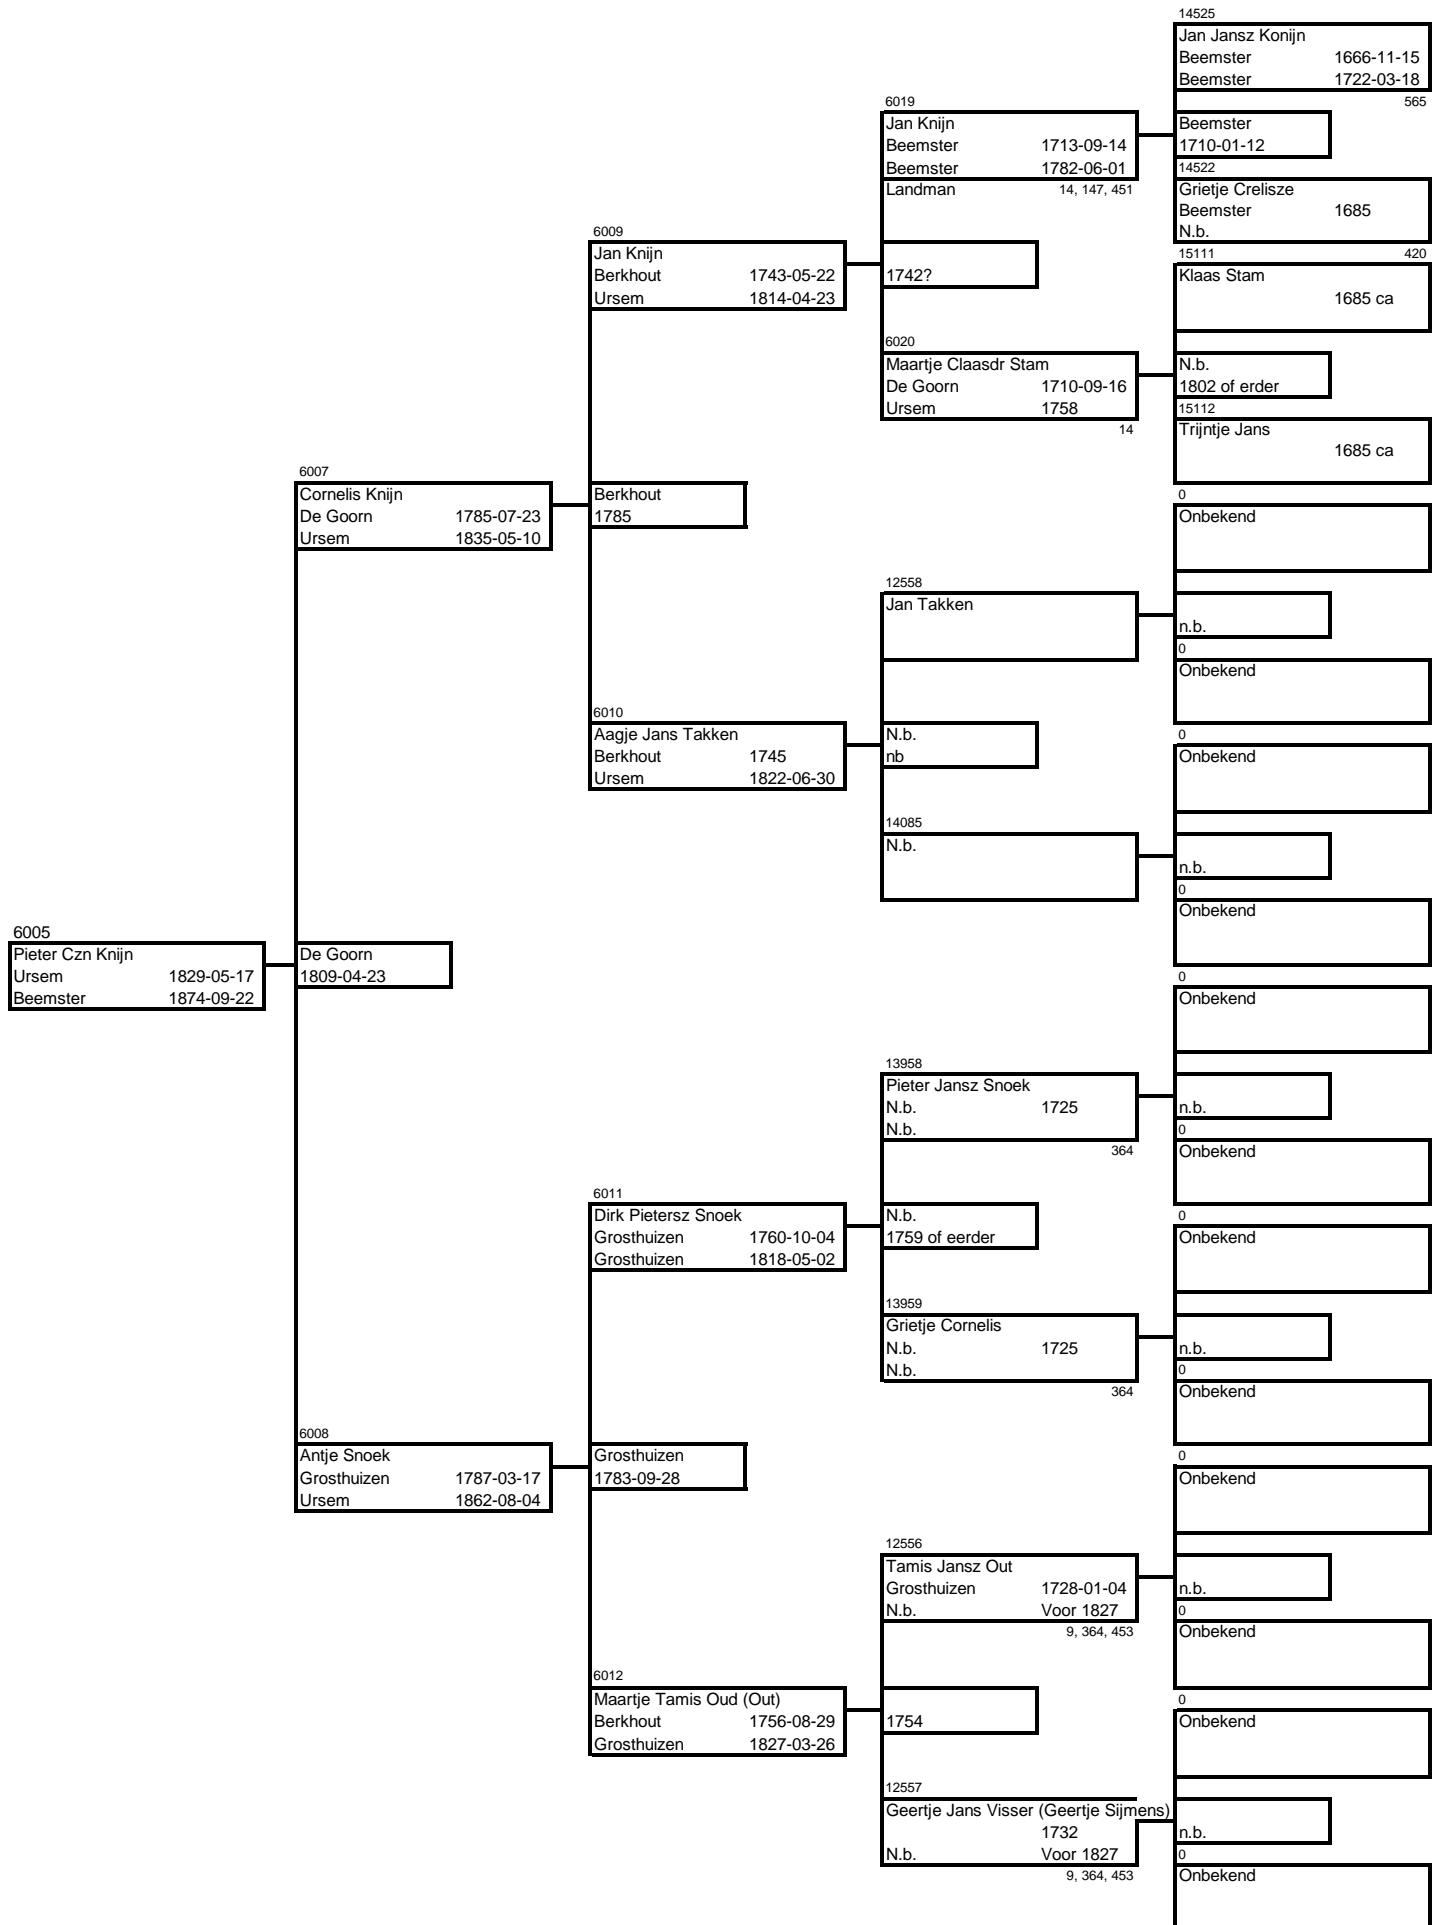 6005
Pieter Czn Knijn
Ursem 1829-05-17
Beemster 1874-09-22
6007
Cornelis Knijn
De Goorn 1785-07-23
Ursem 1835-05-10
De Goorn
1809-04-23
6008
Antje Snoek
Grosthuizen 1787-03-17
Ursem 1862-08-04
6009
Jan Knijn
Berkhout 1743-05-22
Ursem 1814-04-23
Berkhout
1785
6010
Aagje Jans Takken
Berkhout 1745
Ursem 1822-06-30
6011
Dirk Pietersz Snoek
Grosthuizen 1760-10-04
Grosthuizen 1818-05-02
Grosthuizen
1783-09-28
6012
Maartje Tamis Oud (Out)
Berkhout 1756-08-29
Grosthuizen 1827-03-26
6019
Jan Knijn
Beemster 1713-09-14
Beemster 1782-06-01
Landman 14, 147, 451
1742?
6020
Maartje Claasdr Stam
De Goorn 1710-09-16
Ursem 1758
14
12558
Jan Takken
N.b.
nb
14085
N.b.
13958
Pieter Jansz Snoek
N.b. 1725
N.b.
364
N.b.
1759 of eerder
13959
Grietje Cornelis
N.b. 1725
N.b.
364
12556
Tamis Jansz Out
Grosthuizen 1728-01-04
N.b. Voor 1827
9, 364, 453
1754
12557
Geertje Jans Visser (Geertje Sijmens)
1732
N.b. Voor 1827
9, 364, 453
14525
Jan Jansz Konijn
Beemster 1666-11-15
Beemster 1722-03-18
565
Beemster
1710-01-12
14522
Grietje Crelisze
Beemster 1685
N.b.
15111 420
Klaas Stam
1685 ca
N.b.
1802 of erder
15112
Trijntje Jans
1685 ca
0
Onbekend
n.b.
0
Onbekend
0
Onbekend
n.b.
0
Onbekend
0
Onbekend
n.b.
0
Onbekend
0
Onbekend
n.b.
0
Onbekend
0
Onbekend
n.b.
0
Onbekend
0
Onbekend
n.b.
0
Onbekend